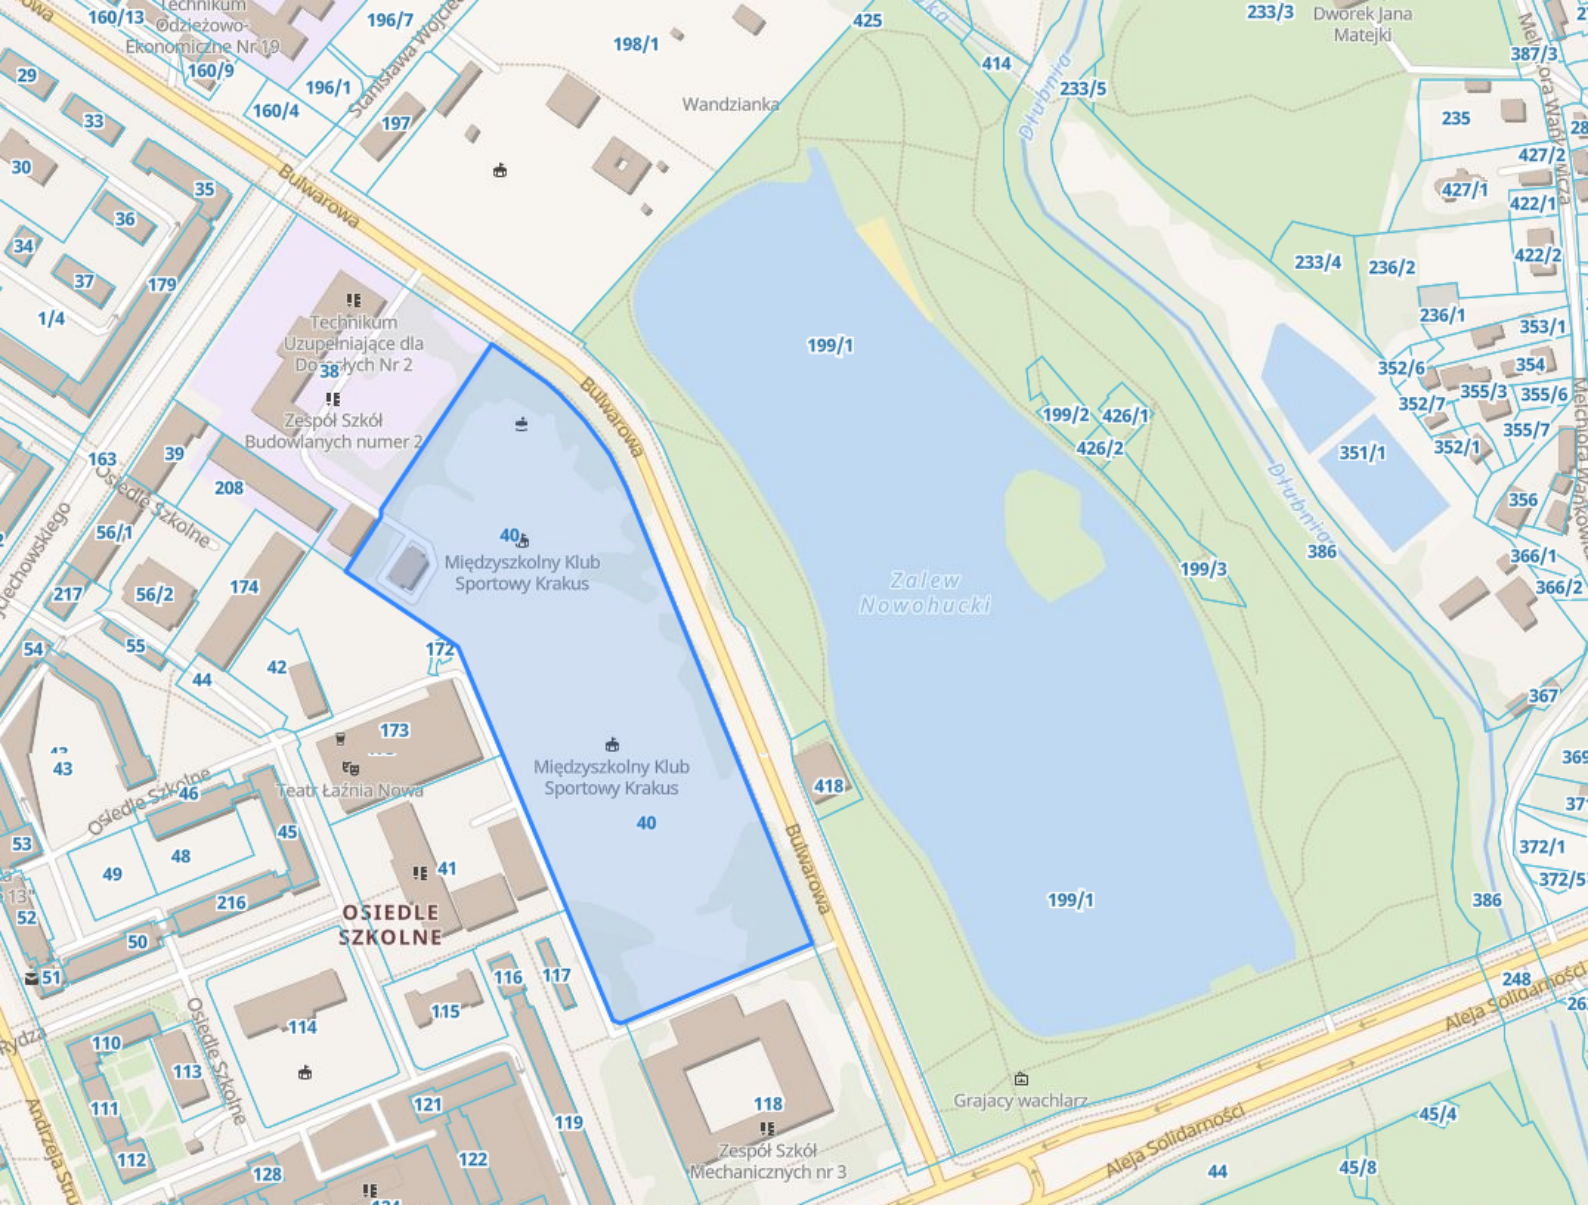 160/13
Technikum
Odzieżowo-
Ekonomiczne Nr 19
196/7
198/1
425
233/3
Dworek Jana
Matejki
387/3
Melchiora Wańkowicza
160/9
196/1
160/4
Stanisława Wojciec
197
Wandzianka
414
233/5
Dłubnia
235
427/2
427/1
422/1
422/2
29
33
30
35
36
34
37
179
1/4
Bulwarowa
233/4
236/2
236/1
353/1
354
352/6
355/3
355/6
352/7
355/7
352/1
351/1
356
Technikum
Uzupełniające dla
Dorosłych Nr 2
38
Zespół Szkół
Budowlanych numer 2
Bulwarowa
199/1
199/2
426/1
426/2
Dłubnia
386
366/1
366/2
163
39
208
Osiedle Szkolne
56/1
174
217
56/2
55
54
44
42
172
40
Międzyszkolny Klub
Sportowy Krakus
Zalew
Nowohucki
199/3
367
369
173
43
43
Teatr Łaźnia Nowa
Osiedle Szkolne
46
45
Międzyszkolny Klub
Sportowy Krakus
40
418
Bulwarowa
53
49
48
41
13"
52
216
50
51
OSIEDLE
SZKOLNE
199/1
372/1
372/5
386
248
Aleja Solidarności
116
117
115
114
Osiedle Szkolne
Rydza
110
113
111
112
Andrzeja Stru
128
121
122
119
118
Zespół Szkół
Mechanicznych nr 3
Grający wachlarz
Aleja Solidarności
44
45/4
45/8